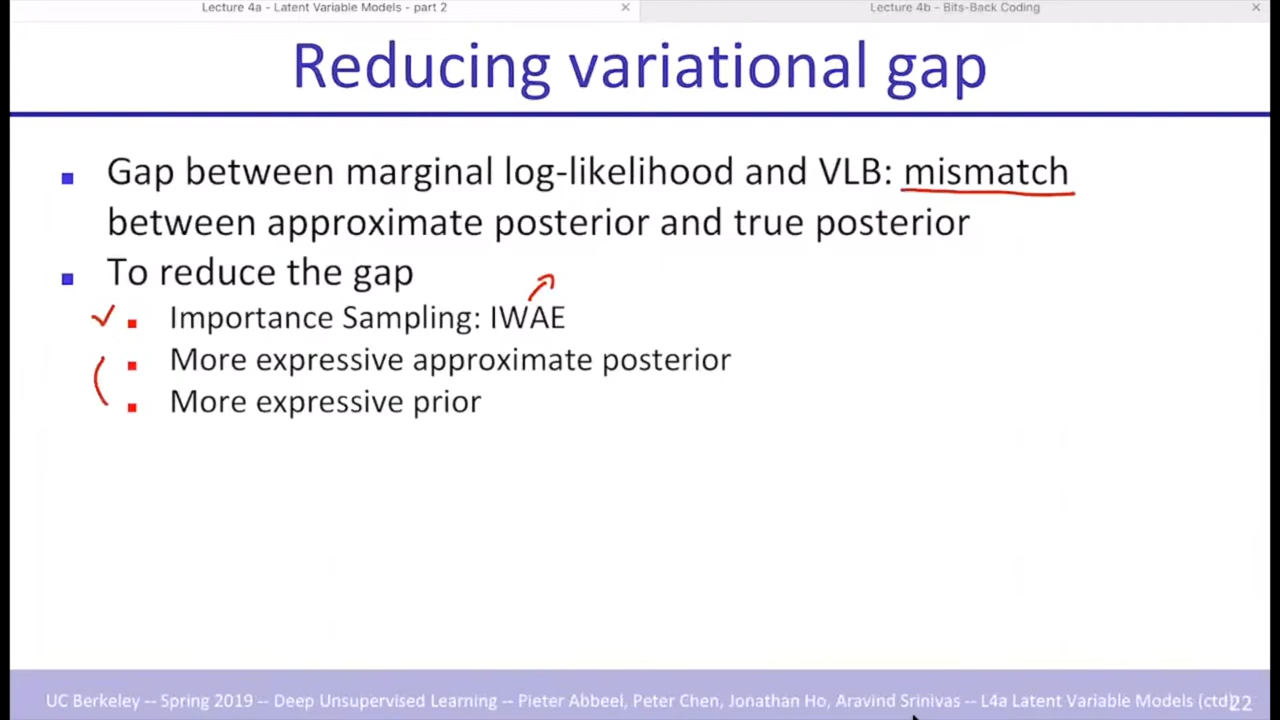 Lecture 4a - Latent Variable Models - part 2 × Lecture 4b - Bits-Back Coding ×
Reducing variational gap
Gap between marginal log-likelihood and VLB: mismatch
between approximate posterior and true posterior
To reduce the gap
Importance Sampling: IWAE
More expressive approximate posterior
More expressive prior
UC Berkeley -- Spring 2019 -- Deep Unsupervised Learning -- Pieter Abbeel, Peter Chen, Jonathan Ho, Aravind Srinivas -- L4a Latent Variable Models (ctd) 22